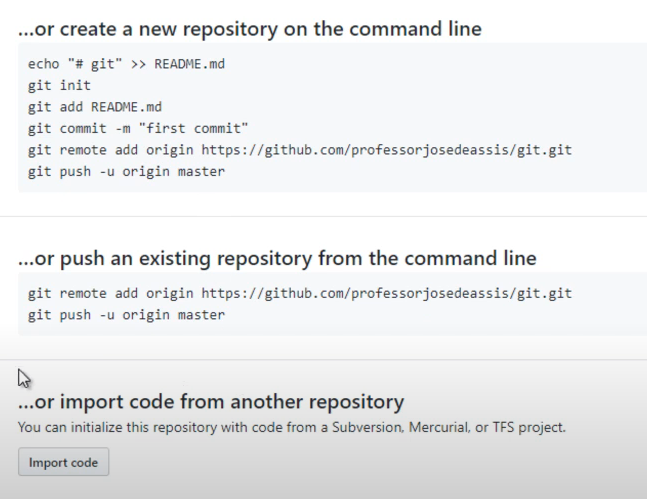 ...or create a new repository on the command line
echo "# git" >> README.md
git init
git add README.md
git commit -m "first commit"
git remote add origin https://github.com/professorjosedeassis/git.git
git push -u origin master
...or push an existing repository from the command line
git remote add origin https://github.com/professorjosedeassis/git.git
git push -u origin master
...or import code from another repository
You can initialize this repository with code from a Subversion, Mercurial, or TFS project.
Import code